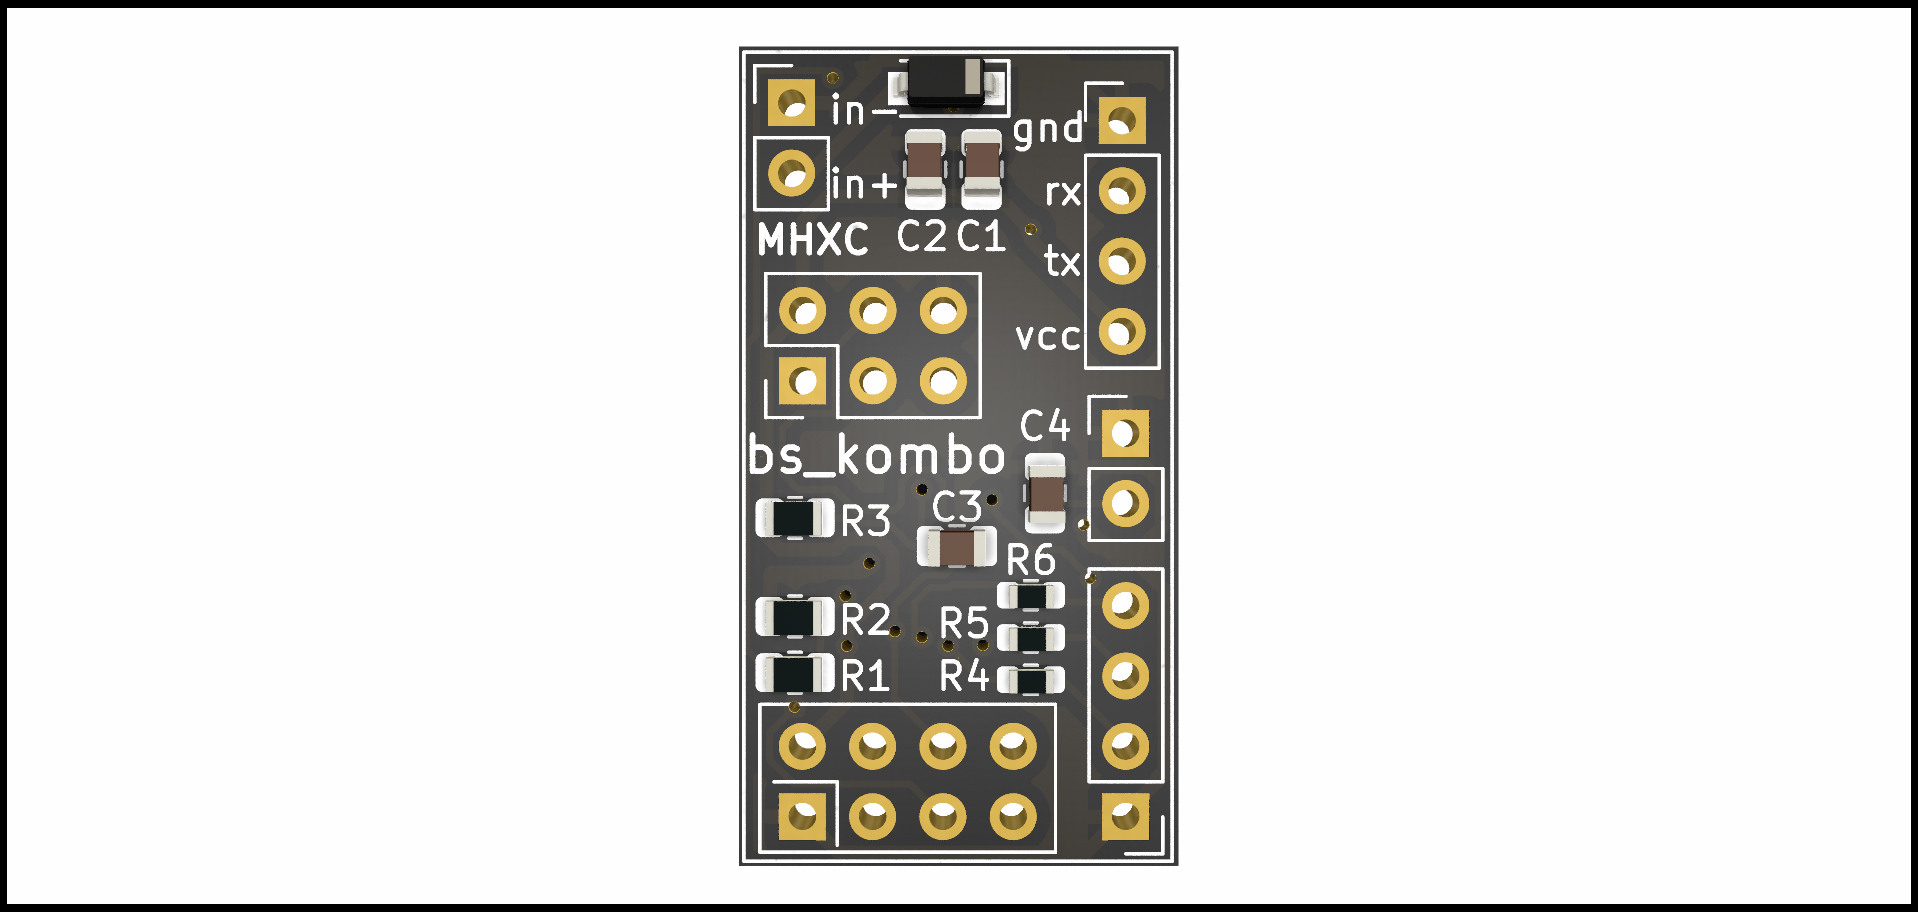 in-
gnd
in+
rx
MHXC
C2 C1
tx
vcc
C4
bs_kombo
C3
R3
R6
R2
R5
R1
R4